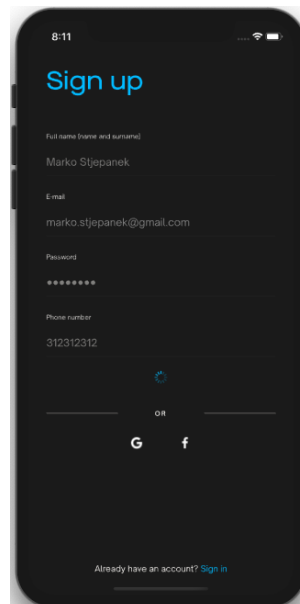 8:11
Sign up
Full name (name and surname)
Marko Stjepanek
E-mail
marko.stjepanek@gmail.com
Password
Phone number
312312312
OR
G f
Already have an account? Sign in